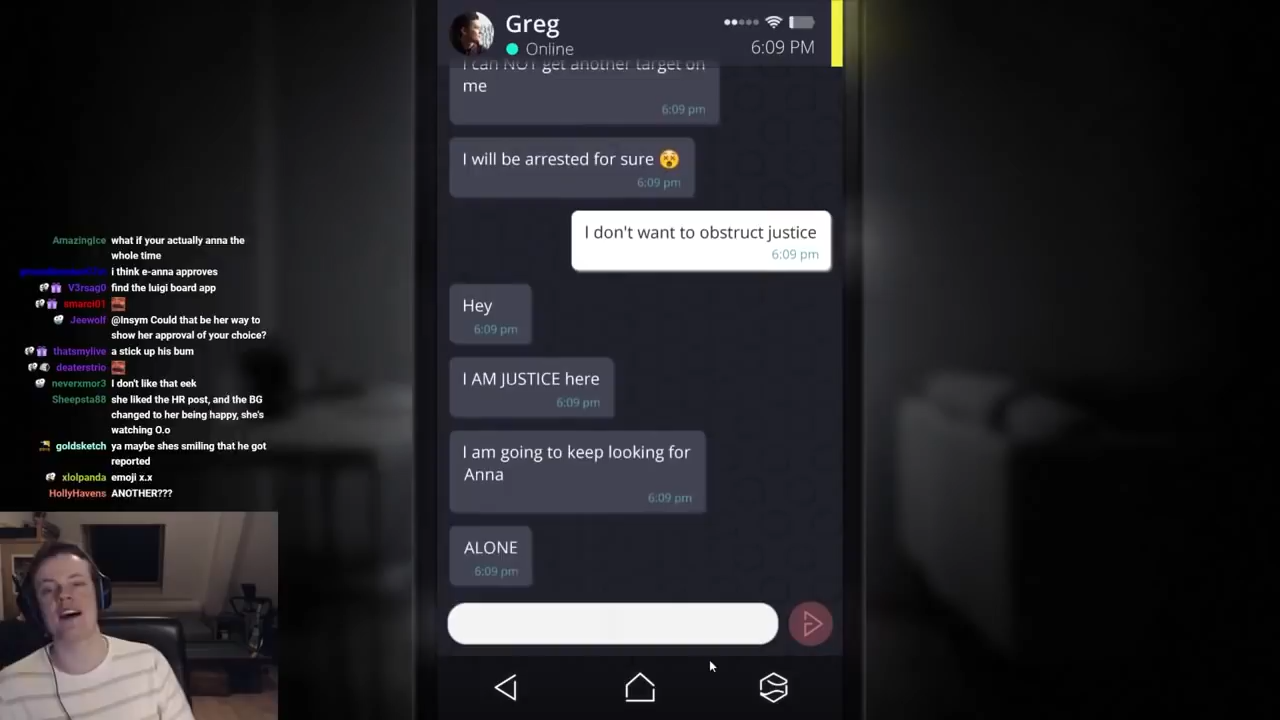 Greg
Online
6:09 PM
I can NOT get another target on
me
6:09 pm
I will be arrested for sure 😵
6:09 pm
I don't want to obstruct justice
6:09 pm
Hey
6:09 pm
I AM JUSTICE here
6:09 pm
I am going to keep looking for
Anna
6:09 pm
ALONE
6:09 pm
AmazingIce what if your actually anna the
whole time
i think e-anna approves
V3rsag0 find the luigi board app
smarci01
Jeewolf @Insym Could that be her way to
show her approval of your choice?
thatsmylive a stick up his bum
deaterstrio
neverxmor3 I don't like that eek
Sheepsta88 she liked the HR post, and the BG
changed to her being happy, she's
watching O.o
goldsketch ya maybe shes smiling that he got
reported
xlolpanda emoji x.x
HollyHavens ANOTHER???